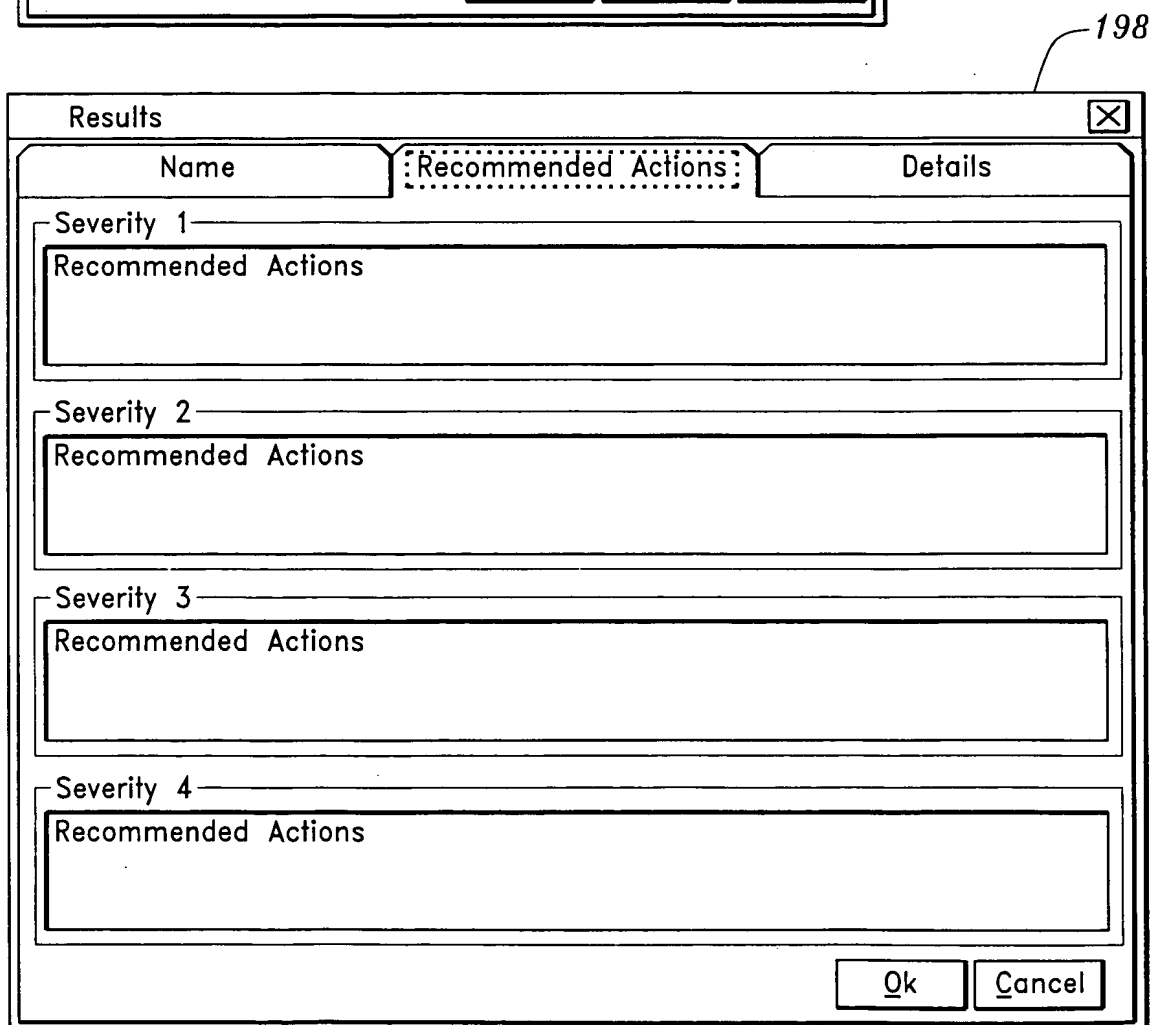 198
Results
Name Recommended Actions Details
Severity 1
Recommended Actions
Severity 2
Recommended Actions
Severity 3
Recommended Actions
Severity 4
Recommended Actions
Ok Cancel